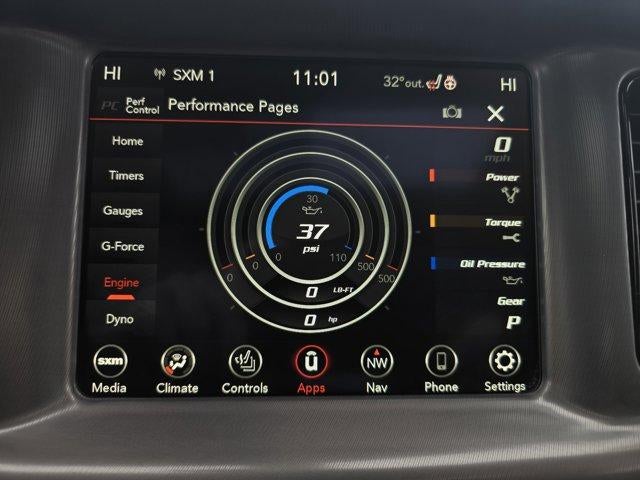 HI SXM 1 11:01 32° out. HI
PC Perf Control Performance Pages
0
mph
Home
Timers
Gauges
G-Force
Engine
Dyno
30
37
psi
0 110
0 0 500 500
0 LB-FT
0 hp
Power
Torque
Oil Pressure
Gear
P
sxm û NW
Media Climate Controls Apps Nav Phone Settings